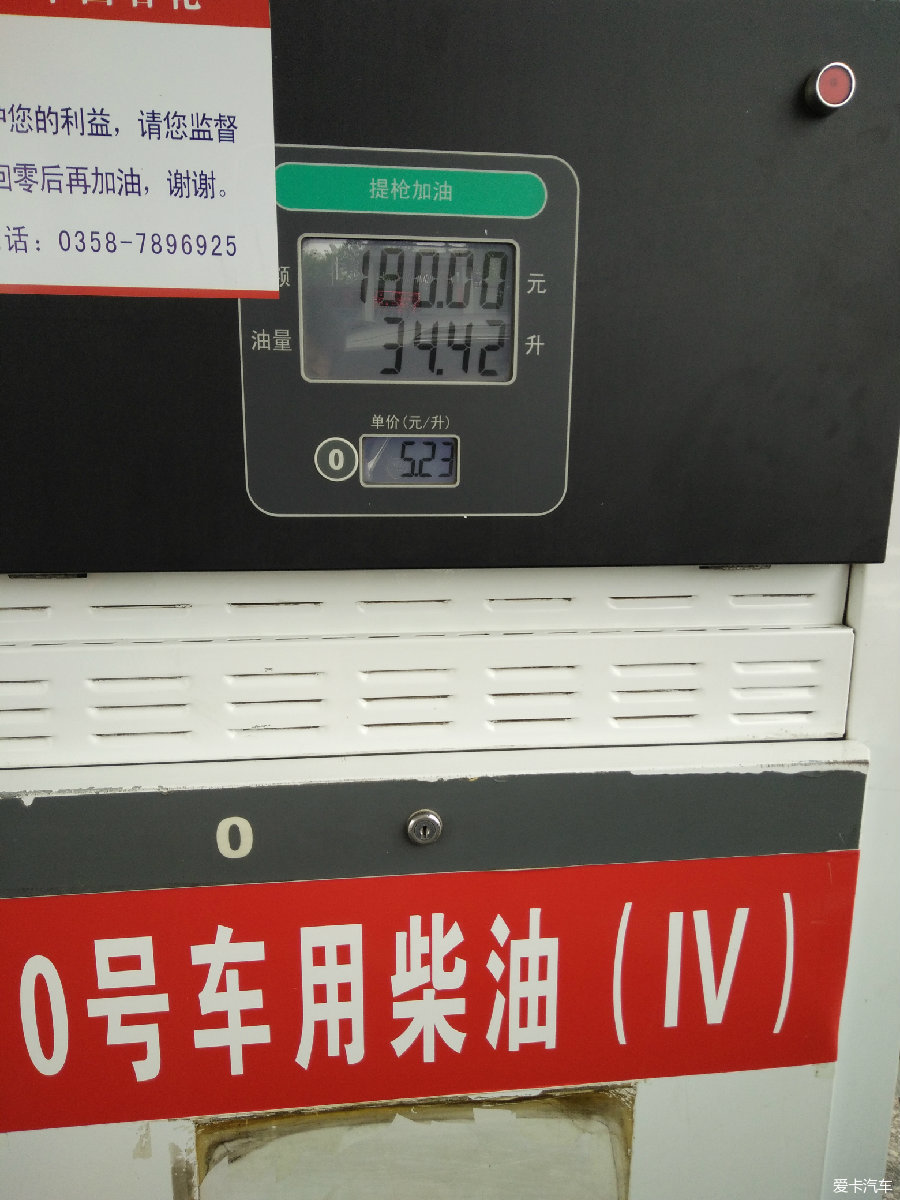 您的利益，请您监督
回零后再加油，谢谢。
话：0358-7896925
提枪加油
额 180.00 元
油量 34.42 升
单价(元/升)
0 5.23
0
0号车用柴油（IV）
爱卡汽车